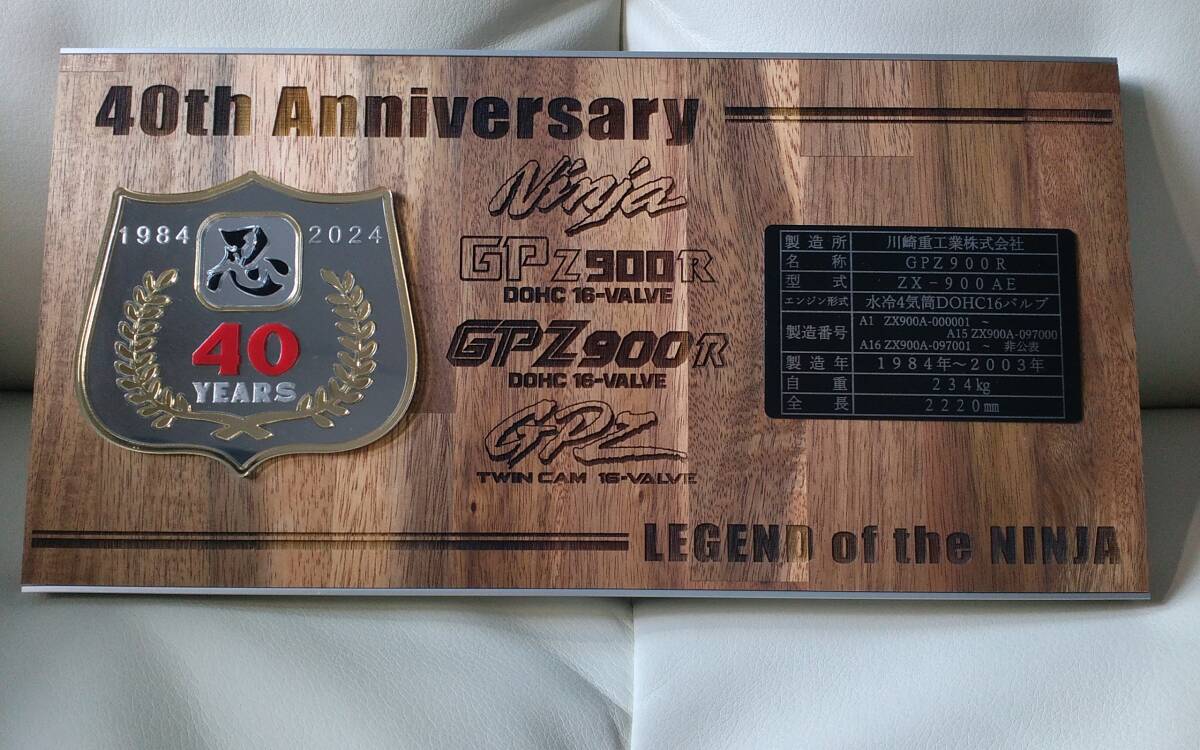 40th Anniversary
1984 忍 2024
40
YEARS
Ninja
GPZ900R
DOHC 16-VALVE
GPZ900R
DOHC 16-VALVE
GPZ
TWIN CAM 16-VALVE
製造所 川崎重工業株式会社
名称 GPZ900R
型式 ZX-900AE
エンジン形式 水冷4気筒DOHC16バルブ
製造番号 A1 ZX900A-000001 ~
A15 ZX900A-097000
A16 ZX900A-097001 ~ 非公表
製造年 1984年~2003年
自重 234kg
全長 2220mm
LEGEND of the NINJA